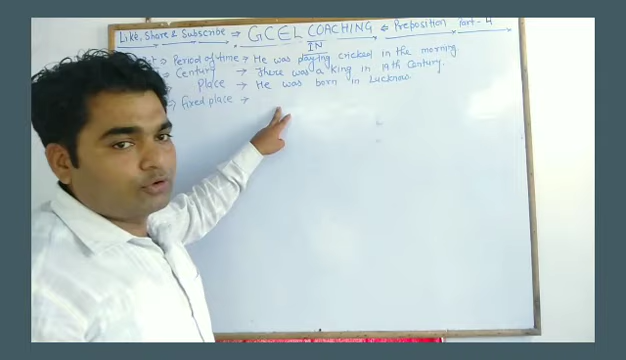 Like, Share & Subscribe ⇒ GCEL COACHING ⇐ Preposition Part-4
IN
⇒ Period of time → He was playing cricked in the morning.
⇒ Century → There was a king in 19th Century.
Place → He was born in Lucknow
⇒ Fixed place →